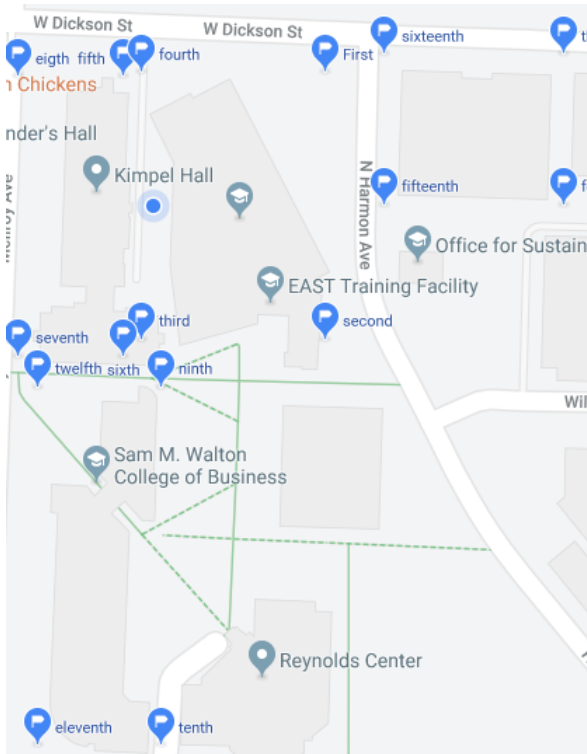 W Dickson St
W Dickson St
sixteenth
eigth
fifth
fourth
First
Chickens
nder's Hall
Kimpel Hall
N Harmon Ave
fifteenth
Office for Sustain
EAST Training Facility
third
second
seventh
twelfth
sixth
ninth
Wil
Sam M. Walton
College of Business
Reynolds Center
eleventh
tenth